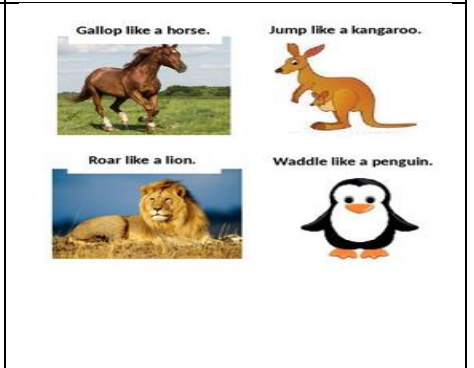 Gallop like a horse.
Jump like a kangaroo.
Roar like a lion.
Waddle like a penguin.